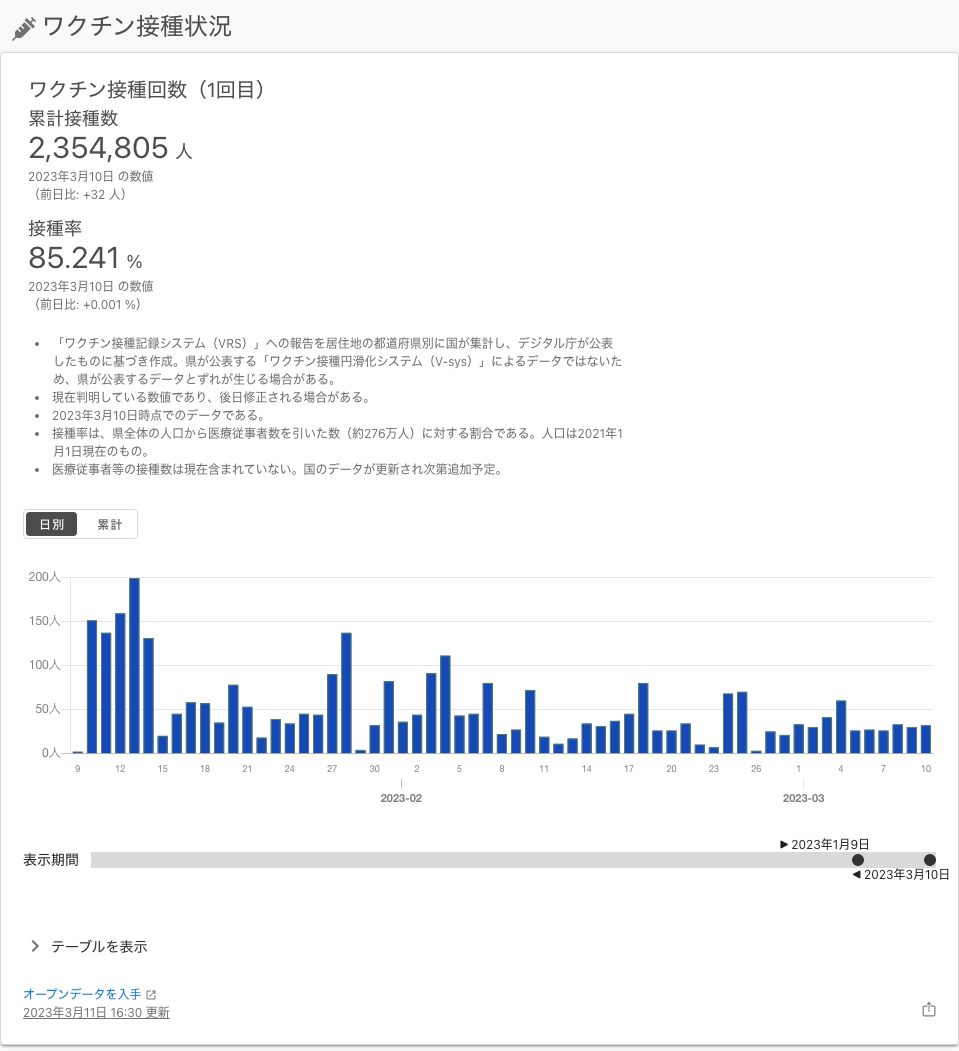 ワクチン接種状況
ワクチン接種回数（1回目）
累計接種数
2,354,805 人
2023年3月10日 の数値
（前日比: +32 人）
接種率
85.241 %
2023年3月10日 の数値
（前日比: +0.001 %）
• 「ワクチン接種記録システム（VRS）」への報告を居住地の都道府県別に国が集計し、デジタル庁が公表
したものに基づき作成。県が公表する「ワクチン接種円滑化システム（V-sys）」によるデータではないた
め、県が公表するデータとずれが生じる場合がある。
• 現在判明している数値であり、後日修正される場合がある。
• 2023年3月10日時点でのデータである。
• 接種率は、県全体の人口から医療従事者数を引いた数（約276万人）に対する割合である。人口は2021年1
月1日現在のもの。
• 医療従事者等の接種数は現在含まれていない。国のデータが更新され次第追加予定。
日別 累計
200人
150人
100人
50人
0人
9 12 15 18 21 24 27 30 2 5 8 11 14 17 20 23 26 1 4 7 10
2023-02 2023-03
▶ 2023年1月9日
表示期間
◀ 2023年3月10日
テーブルを表示
オープンデータを入手
2023年3月11日 16:30 更新